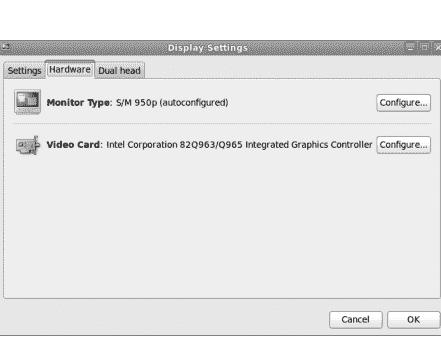 Display Settings
Settings Hardware Dual head
Monitor Type: S/M 950p (autoconfigured) Configure...
Video Card: Intel Corporation 82Q963/Q965 Integrated Graphics Controller Configure...
Cancel OK